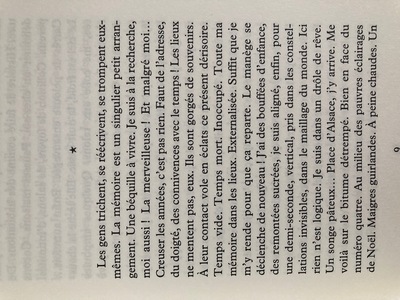 ★
Les gens trichent, se réécrivent, se trompent eux-
mêmes. La mémoire est un singulier petit arran-
gement. Une béquille à vivre. Je suis à la recherche,
moi aussi ! La merveilleuse ! Et malgré moi...
Creuser les années, c'est pas rien. Faut de l'adresse,
du doigté, des connivences avec le temps ! Les lieux
ne mentent pas, eux. Ils sont gorgés de souvenirs.
À leur contact vole en éclats ce présent dérisoire.
Temps vide. Temps mort. Inoccupé. Toute ma
mémoire dans les lieux. Externalisée. Suffit que je
m'y rende pour que ça reparte. Le manège se
déclenche de nouveau ! J'ai des bouffées d'enfance,
des remontées sucrées, je suis aligné, enfin, pour
une demi-seconde, vertical, pris dans les constel-
lations invisibles, dans le maillage du monde. Ici
rien n'est logique. Je suis dans un drôle de rêve.
Un songe pâteux... Place d'Alsace, j'y arrive. Me
voilà sur le bitume détrempé. Bien en face du
numéro quatre. Au milieu des pauvres éclairages
de Noël. Maigres guirlandes. À peine chaudes. Un
9